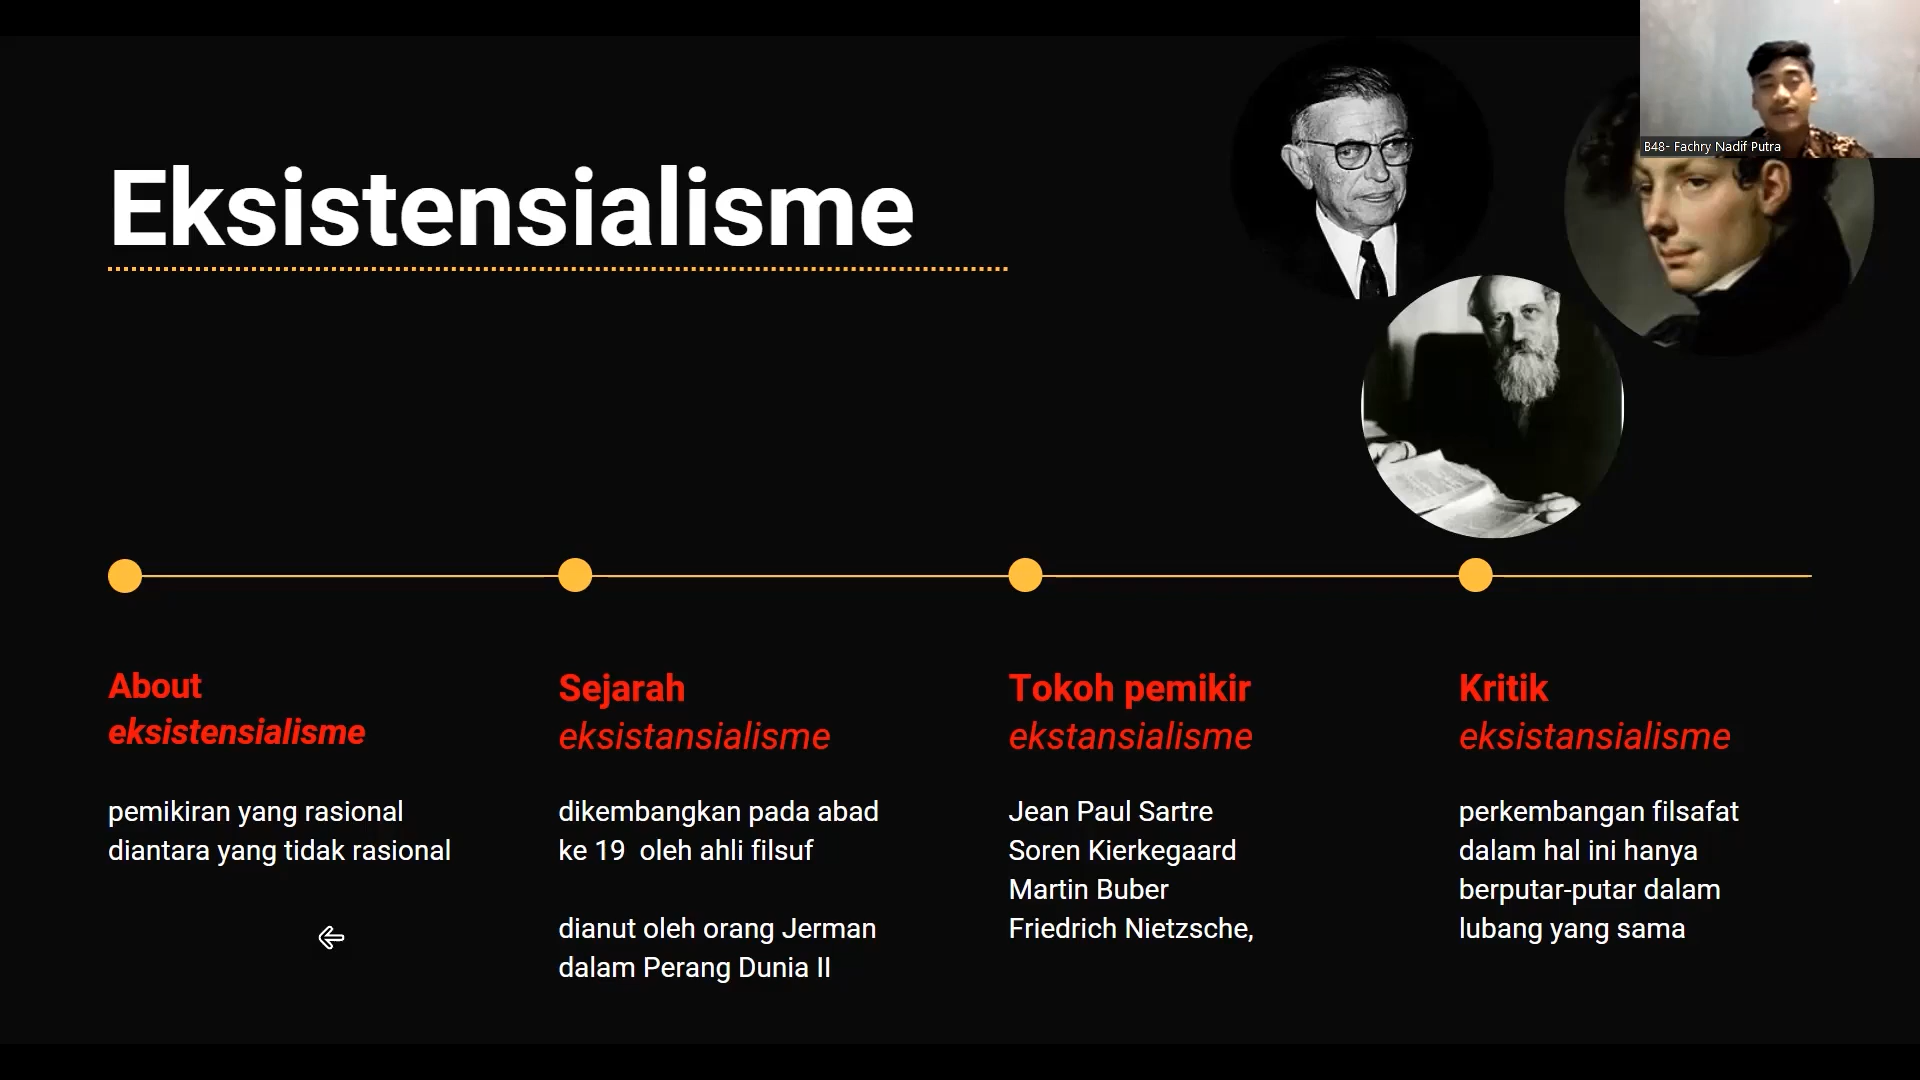 B48- Fachry Nadif Putra
Eksistensialisme
About
eksistensialisme
pemikiran yang rasional
diantara yang tidak rasional
Sejarah
eksistansialisme
dikembangkan pada abad
ke 19  oleh ahli filsuf
dianut oleh orang Jerman
dalam Perang Dunia II
Tokoh pemikir
ekstansialisme
Jean Paul Sartre
Soren Kierkegaard
Martin Buber
Friedrich Nietzsche,
Kritik
eksistansialisme
perkembangan filsafat
dalam hal ini hanya
berputar-putar dalam
lubang yang sama